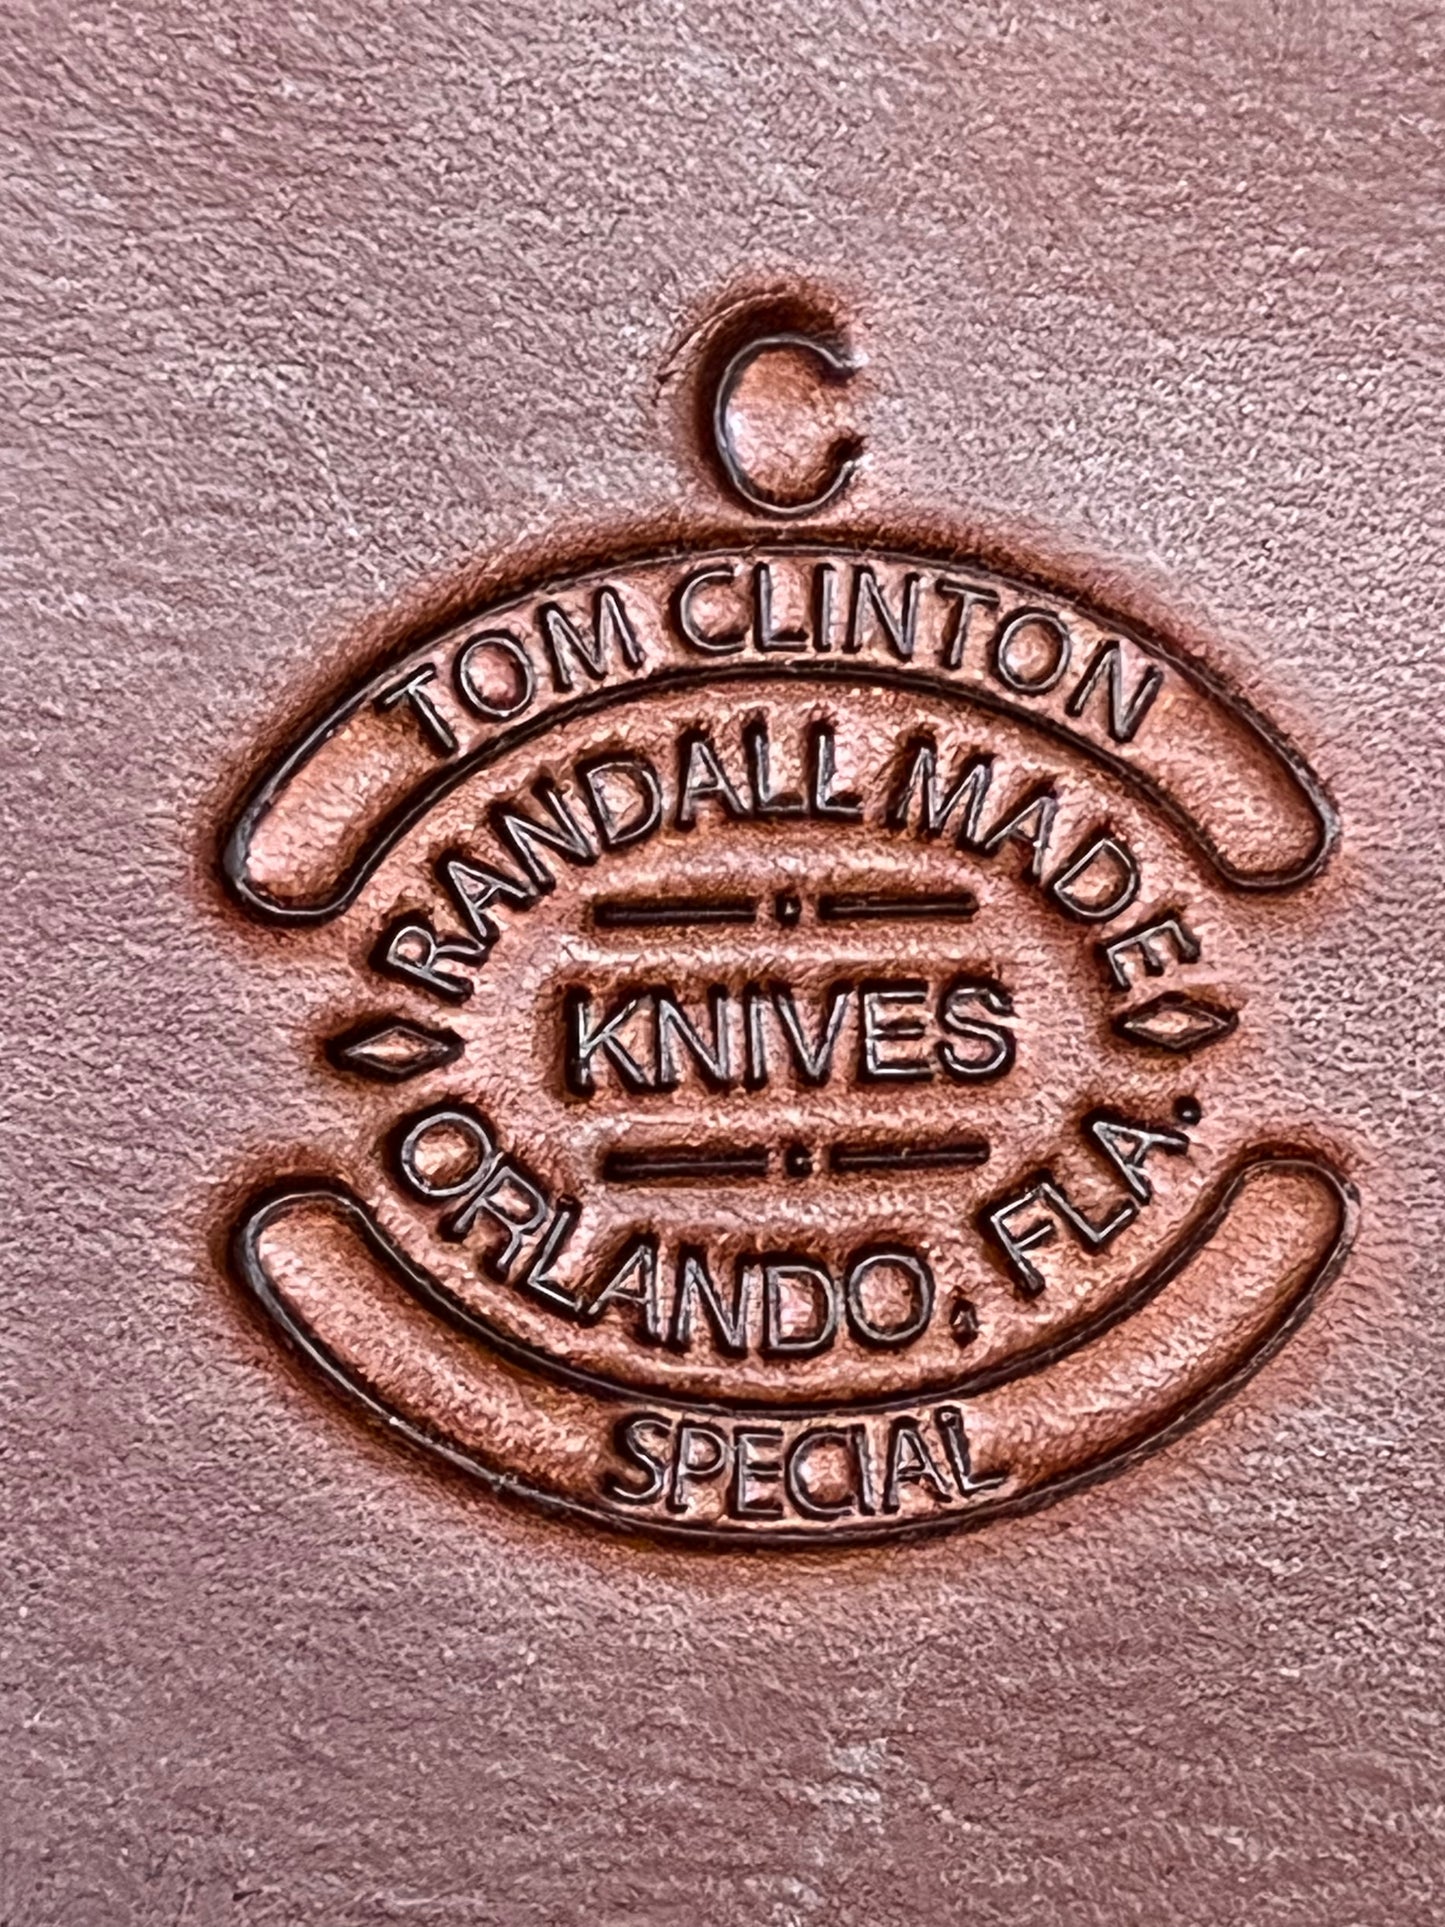 C
TOM CLINTON
RANDALL MADE
KNIVES
ORLANDO, FLA.
SPECIAL